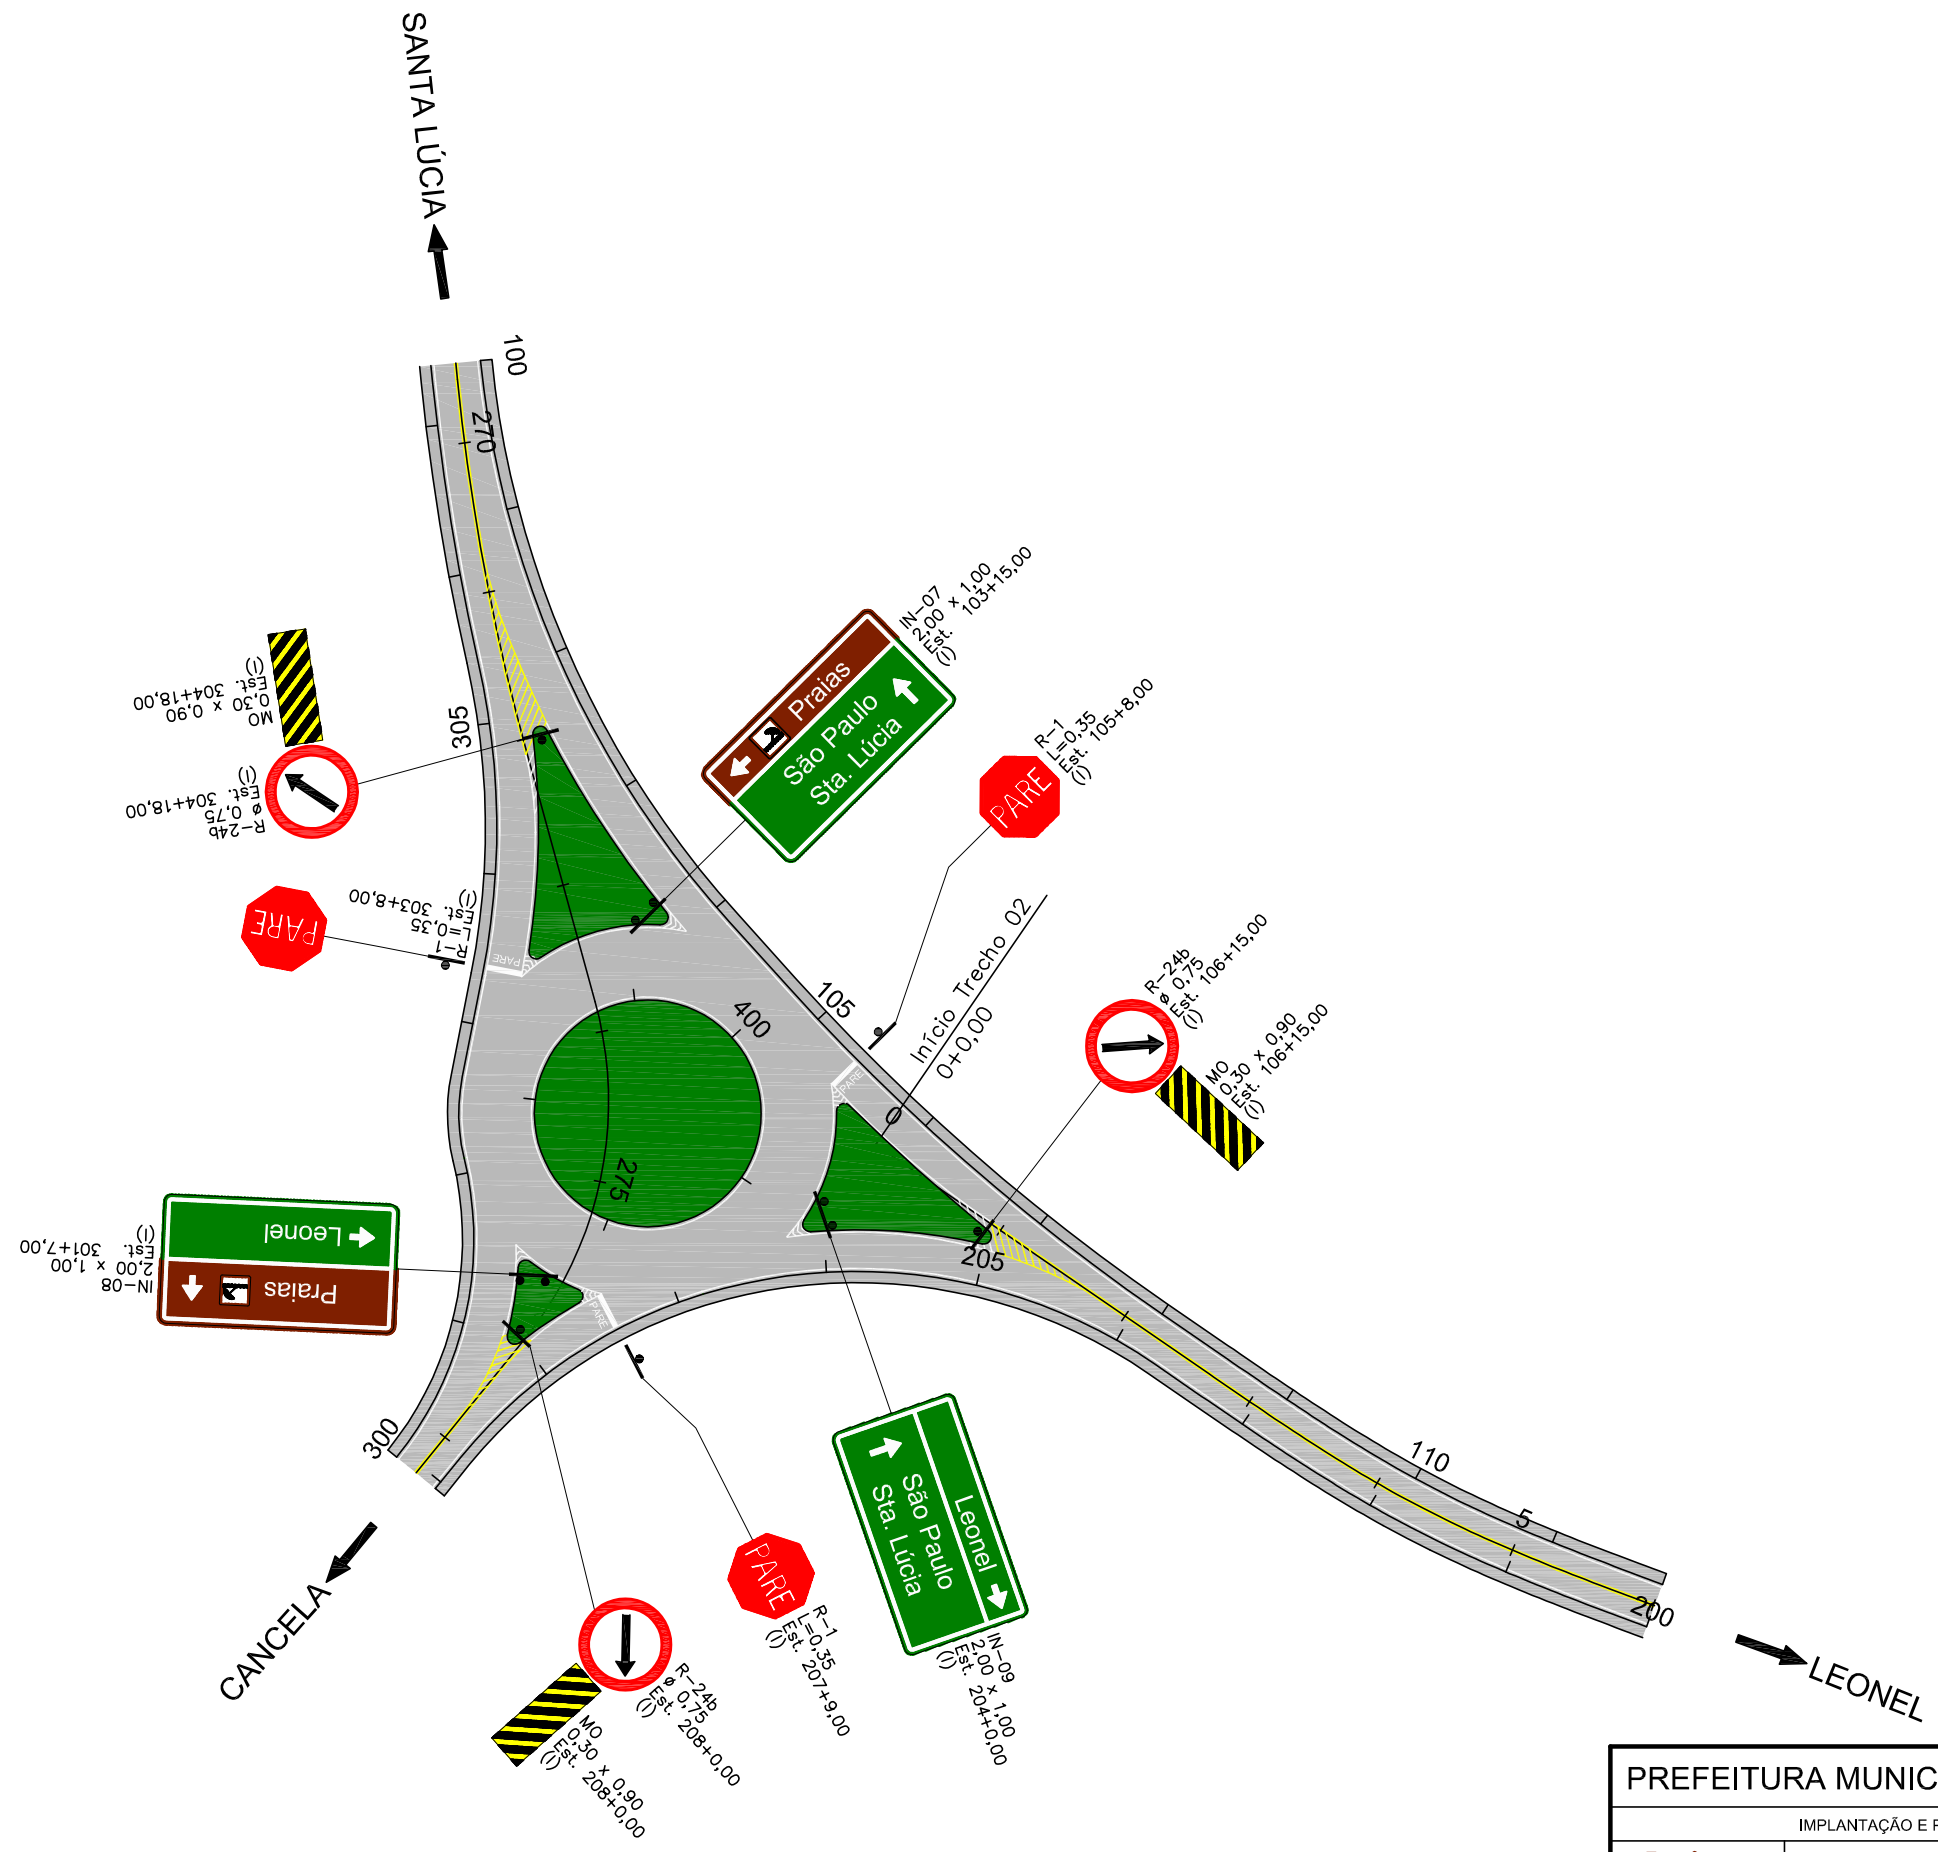 SANTA LÚCIA
100
270
IN-07
2,00 x 1,00
Est. 103+15,00
(I)
Praias
São Paulo
Sta. Lúcia
MO
0,30 x 0,90
Est. 304+18,00
(I)
305
R-24b
ø 0,75
Est. 304+18,00
(I)
R-1
L=0,35
Est. 105+8,00
(I)
PARE
PARE
R-1
L=0,35
Est. 303+8,00
(I)
PARE
400
105
Início Trecho 02
0+0,00
R-24b
ø 0,75
Est. 106+15,00
(I)
MO
0,30 x 0,90
Est. 106+15,00
(I)
PARE
0
275
Leonel
Praias
IN-08
2,00 x 1,00
Est. 301+7,00
(I)
205
PARE
300
CANCELA
São Paulo
Sta. Lúcia
Leonel
IN-09
2,00 x 1,00
Est. 204+0,00
(I)
110
5
200
LEONEL
PARE
R-1
L=0,35
Est. 207+9,00
(I)
R-24b
ø 0,75
Est. 208+0,00
(I)
MO
0,30 x 0,90
Est. 208+0,00
(I)
PREFEITURA MUNIC
IMPLANTAÇÃO E